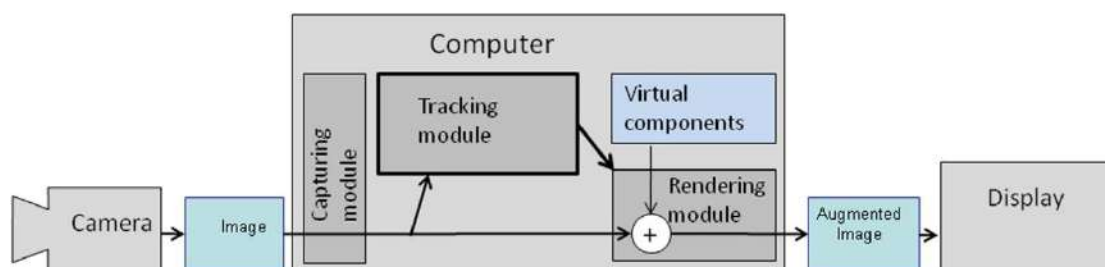 Computer
Capturing
module
Tracking
module
Virtual
components
Rendering
module
+
Camera
Image
Augmented
Image
Display